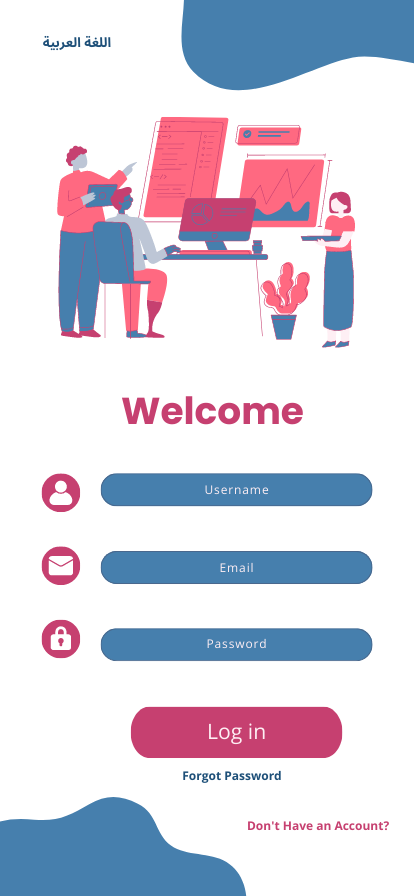 اللغة العربية
Welcome
Username
Email
Password
Log in
Forgot Password
Don't Have an Account?